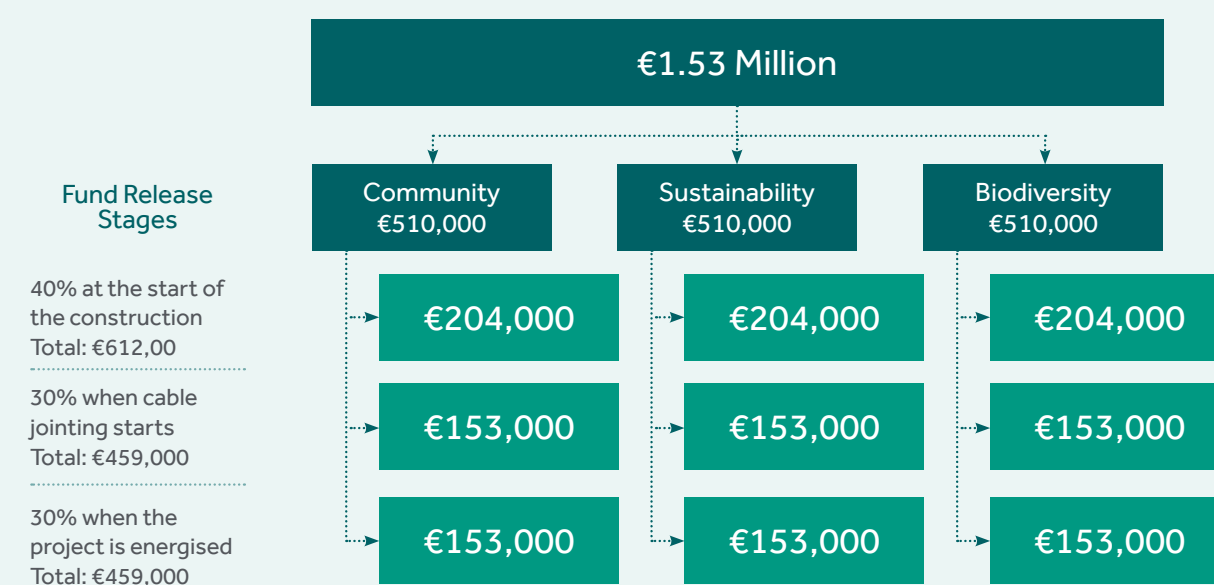 €1.53 Million
Fund Release
Stages
Community
€510,000
Sustainability
€510,000
Biodiversity
€510,000
40% at the start of
the construction
Total: €612,00
€204,000
€204,000
€204,000
30% when cable
jointing starts
Total: €459,000
€153,000
€153,000
€153,000
30% when the
project is energised
Total: €459,000
€153,000
€153,000
€153,000